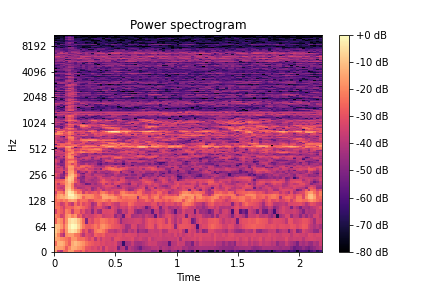 Power spectrogram
8192
4096
2048
1024
512
256
128
64
0
Hz
0
0.5
1
1.5
2
Time
+0 dB
-10 dB
-20 dB
-30 dB
-40 dB
-50 dB
-60 dB
-70 dB
-80 dB